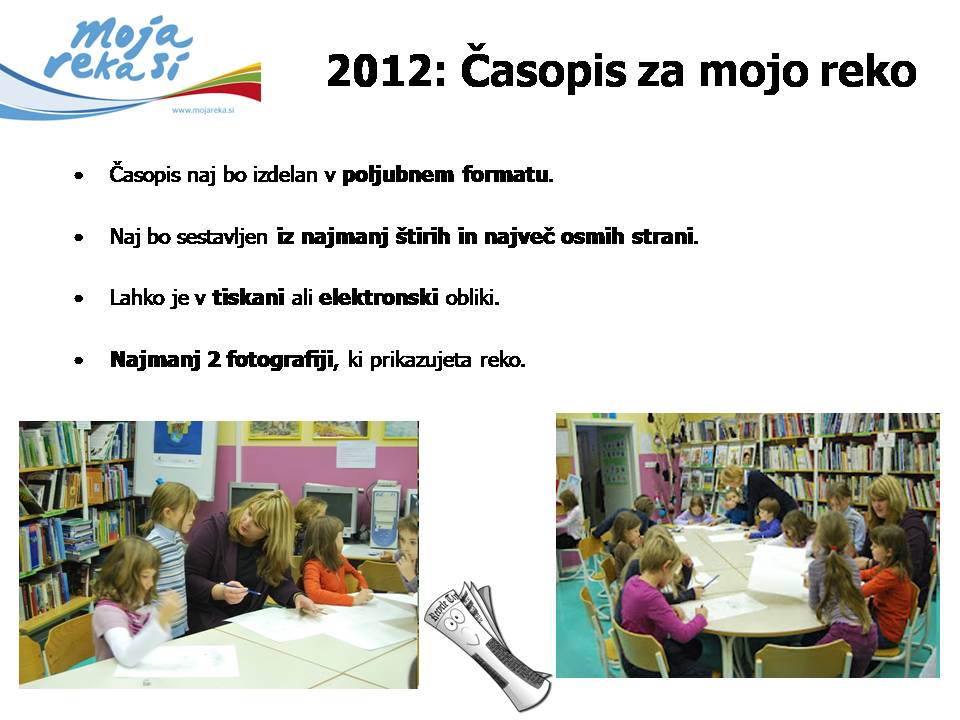 moja
reka si
www.mojareka.si
2012: Časopis za mojo reko
• Časopis naj bo izdelan v poljubnem formatu.
• Naj bo sestavljen iz najmanj štirih in največ osmih strani.
• Lahko je v tiskani ali elektronski obliki.
• Najmanj 2 fotografiji, ki prikazujeta reko.